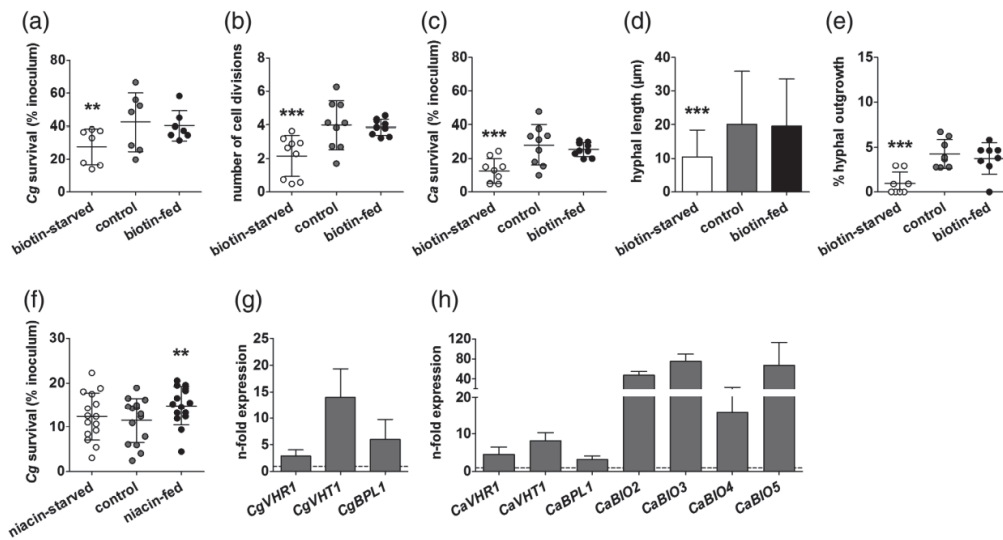 (a)
Cg survival (% inoculum)
80
60
40
20
0
**
biotin-starved
control
biotin-fed
(b)
number of cell divisions
8
6
4
2
0
***
biotin-starved
control
biotin-fed
(c)
Ca survival (% inoculum)
80
60
40
20
0
***
biotin-starved
control
biotin-fed
(d)
hyphal length (µm)
40
30
20
10
0
***
biotin-starved
control
biotin-fed
(e)
% hyphal outgrowth
15
10
5
0
***
biotin-starved
control
biotin-fed
(f)
Cg survival (% inoculum)
30
20
10
0
**
niacin-starved
control
niacin-fed
(g)
n-fold expression
25
20
15
10
5
0
CgVHR1
CgVHT1
CgBPL1
(h)
n-fold expression
120
80
40
20
10
0
CaVHR1
CaVHT1
CaBPL1
CaBIO2
CaBIO3
CaBIO4
CaBIO5